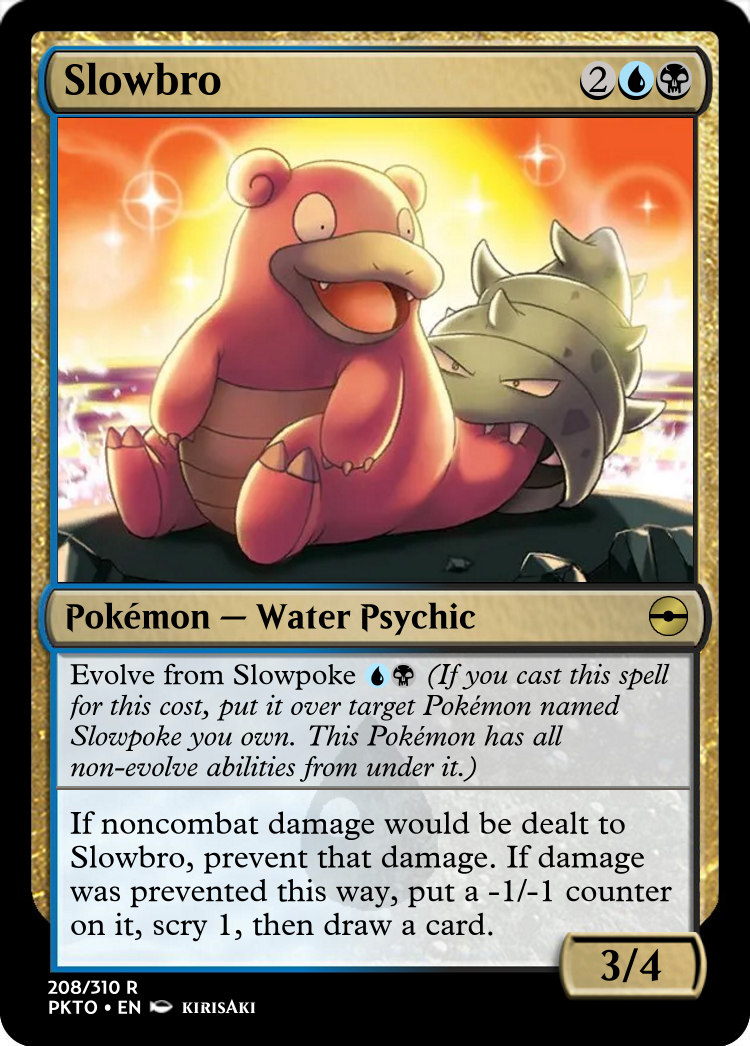 Slowbro 2
Pokémon — Water Psychic
Evolve from Slowpoke (If you cast this spell
for this cost, put it over target Pokémon named
Slowpoke you own. This Pokémon has all
non-evolve abilities from under it.)
If noncombat damage would be dealt to
Slowbro, prevent that damage. If damage
was prevented this way, put a -1/-1 counter
on it, scry 1, then draw a card.
3/4
208/310 R
PKTO • EN KIRISAKI